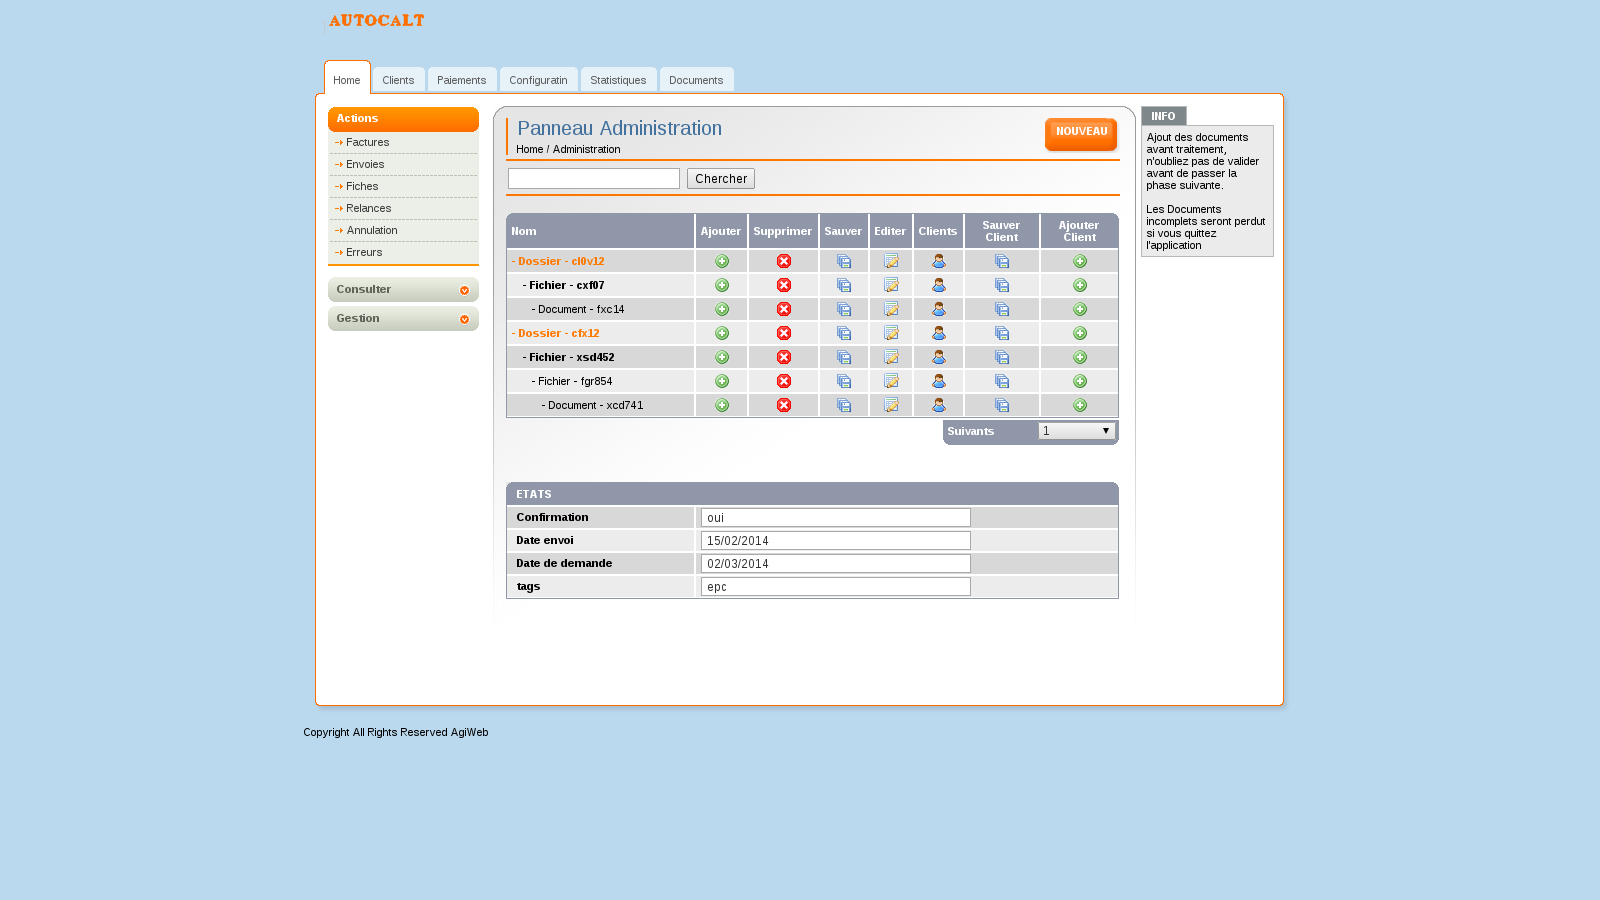 AUTOCALT
Home Clients Paiements Configuratin Statistiques Documents
Actions
Factures
Envoies
Fiches
Relances
Annulation
Erreurs
Consulter
Gestion
Panneau Administration
Home / Administration
NOUVEAU
Chercher
Nom Ajouter Supprimer Sauver Editer Clients Sauver Client Ajouter Client
- Dossier - cl0v12
- Fichier - cxf07
- Document - fxc14
- Dossier - cfx12
- Fichier - xsd452
- Fichier - fgr854
- Document - xcd741
Suivants 1
ETATS
Confirmation oui
Date envoi 15/02/2014
Date de demande 02/03/2014
tags epc
INFO
Ajout des documents
avant traitement,
n'oubliez pas de valider
avant de passer la
phase suivante.
Les Documents
incomplets seront perdut
si vous quittez
l'application
Copyright All Rights Reserved AgiWeb